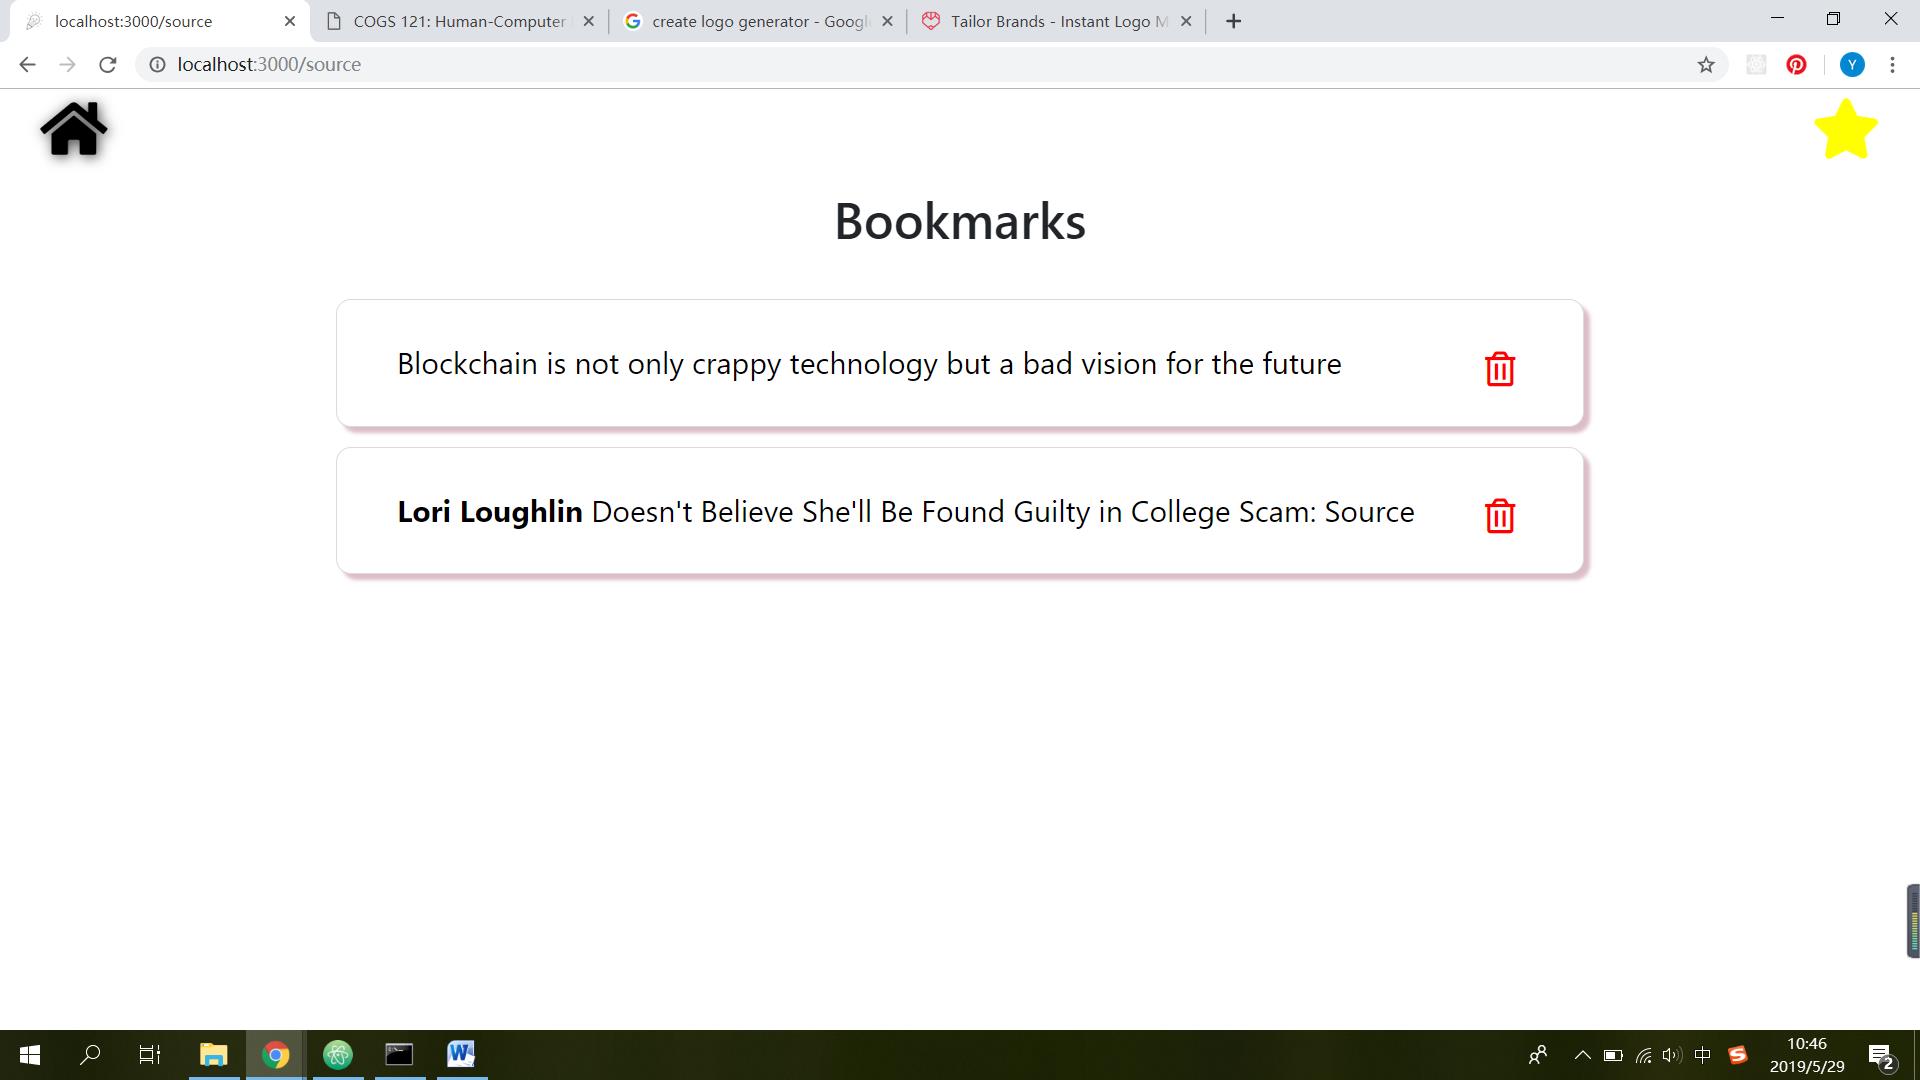 localhost:3000/source
COGS 121: Human-Computer
create logo generator - Googl
Tailor Brands - Instant Logo M
localhost:3000/source
Y
Bookmarks
Blockchain is not only crappy technology but a bad vision for the future
Lori Loughlin Doesn't Believe She'll Be Found Guilty in College Scam: Source
中
10:46
2019/5/29
2